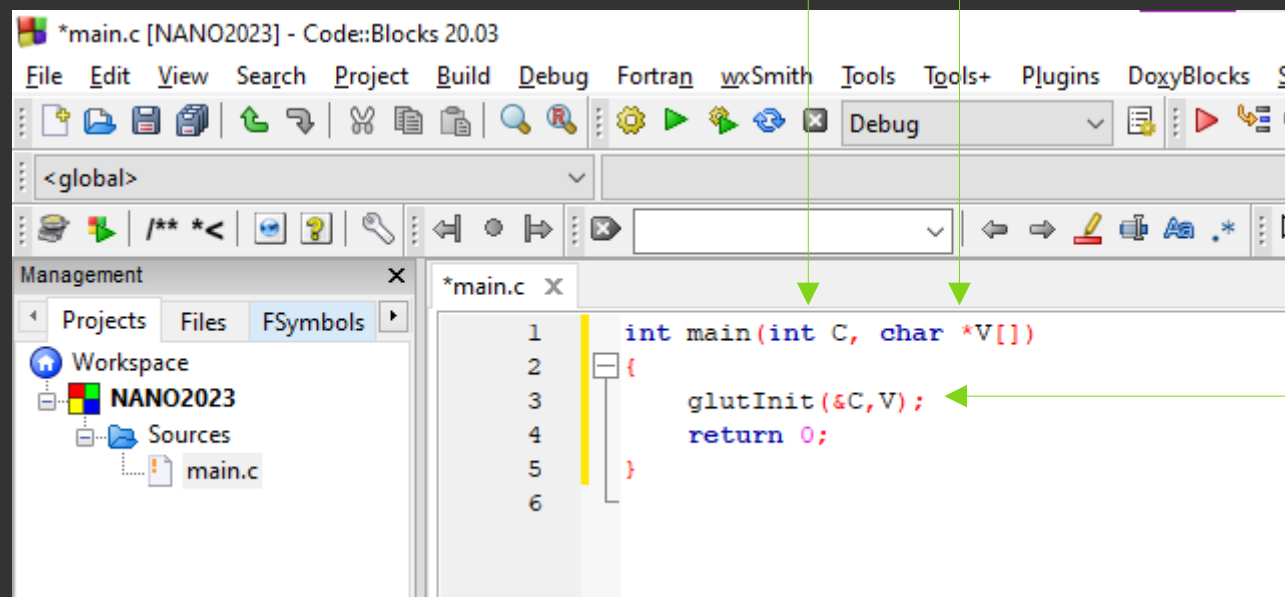 *main.c [NANO2023] - Code::Blocks 20.03
File Edit View Search Project Build Debug Fortran wxSmith Tools Tools+ Plugins DoxyBlocks
Debug
<global>
/** *<
Management
*main.c
Projects Files FSymbols
Workspace
NANO2023
Sources
main.c
1 int main(int C, char *V[])
2 {
3 glutInit(&C,V);
4 return 0;
5 }
6